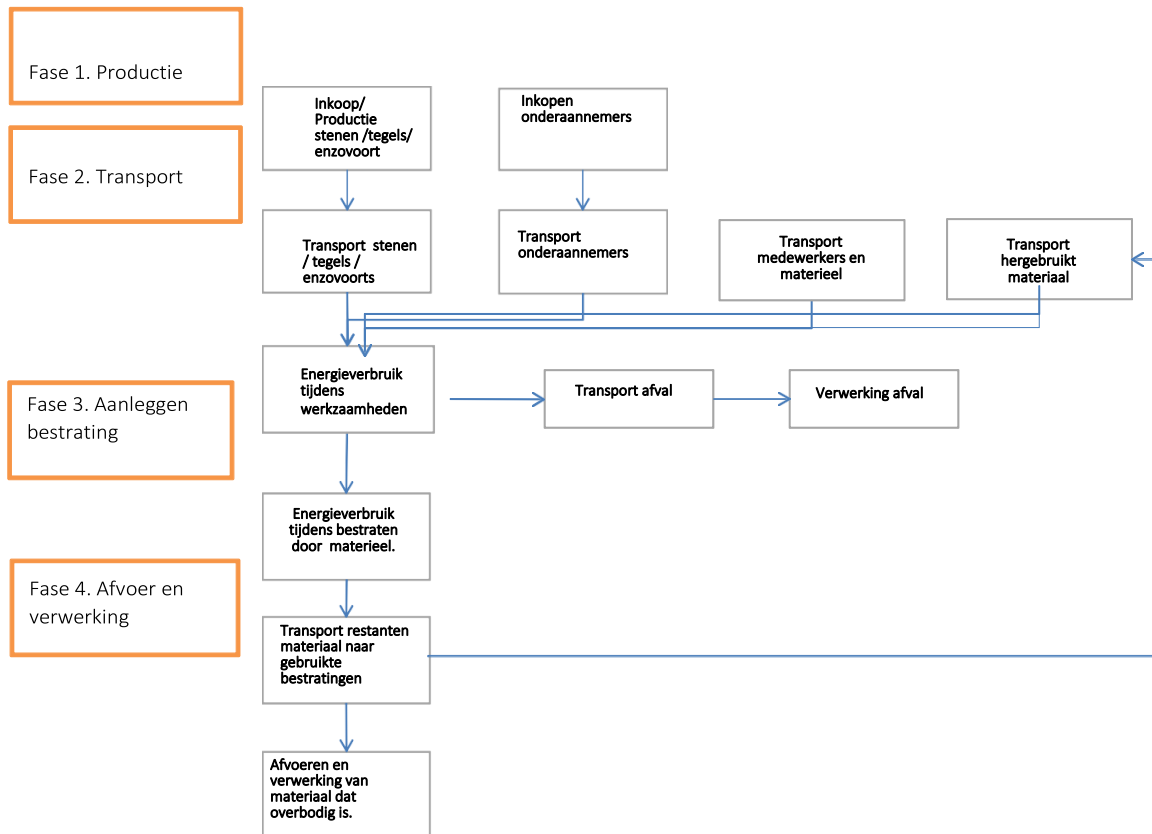 Fase 1. Productie
Inkoop/
Productie
stenen /tegels/
enzovoort
Inkopen
onderaannemers
Fase 2. Transport
Transport  stenen
/ tegels /
enzovoorts
Transport
onderaannemers
Transport
medewerkers en
materieel
Transport
hergebruikt
materiaal
Fase 3. Aanleggen
bestrating
Energieverbruik
tijdens
werkzaamheden
Transport afval
Verwerking afval
Energieverbruik
tijdens bestraten
door  materieel.
Fase 4. Afvoer en
verwerking
Transport restanten
materiaal naar
gebruikte
bestratingen
Afvoeren en
verwerking van
materiaal dat
overbodig is.